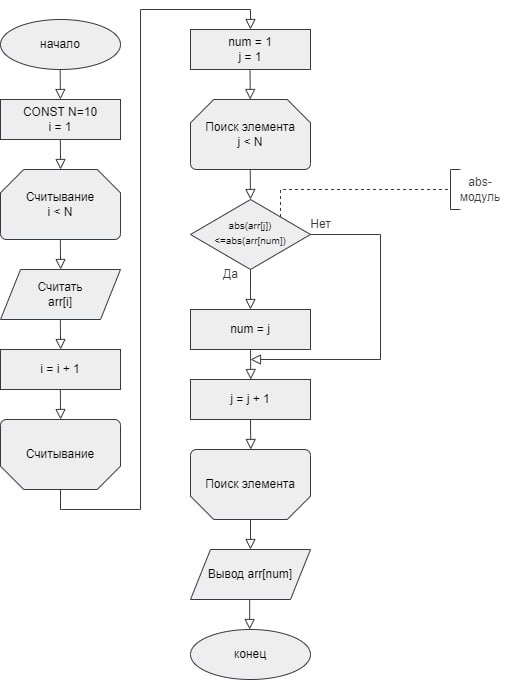 начало
CONST N=10
i = 1
Считывание
i < N
Считать
arr[i]
i = i + 1
Считывание
num = 1
j = 1
Поиск элемента
j < N
abs(arr[j])
<=abs(arr[num])
Нет
Да
abs-
модуль
num = j
j = j + 1
Поиск элемента
Вывод arr[num]
конец